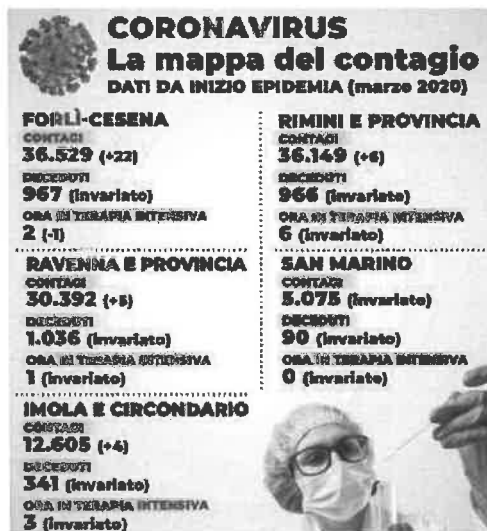 CORONAVIRUS
La mappa del contagio
DATI DA INIZIO EPIDEMIA (marzo 2020)
FORLÌ-CESENA
CONTAGI
36.529 (+22)
DECEDUTI
967 (invariato)
ORA IN TERAPIA INTENSIVA
2 (-1)
RIMINI E PROVINCIA
CONTAGI
36.149 (+6)
DECEDUTI
966 (invariato)
ORA IN TERAPIA INTENSIVA
6 (invariato)
RAVENNA E PROVINCIA
CONTAGI
30.392 (+5)
DECEDUTI
1.036 (invariato)
ORA IN TERAPIA INTENSIVA
1 (invariato)
SAN MARINO
CONTAGI
5.075 (invariato)
DECEDUTI
90 (invariato)
ORA IN TERAPIA INTENSIVA
0 (invariato)
IMOLA E CIRCONDARIO
CONTAGI
12.605 (+4)
DECEDUTI
341 (invariato)
ORA IN TERAPIA INTENSIVA
3 (invariato)